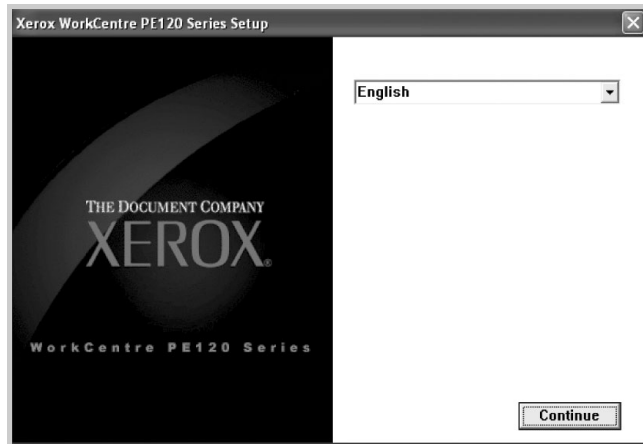 Xerox WorkCentre PE120 Series Setup
English
THE DOCUMENT COMPANY
XEROX®
WorkCentre PE120 Series
Continue